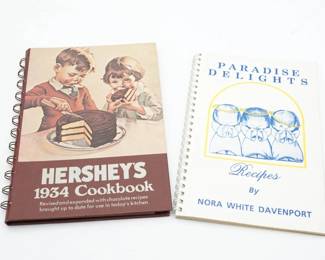 HERSHEY'S
1934 Cookbook
Revised and expanded with chocolate recipes
brought up to date for use in today's kitchen.
PARADISE
DELIGHTS
Recipes
By
NORA WHITE DAVENPORT